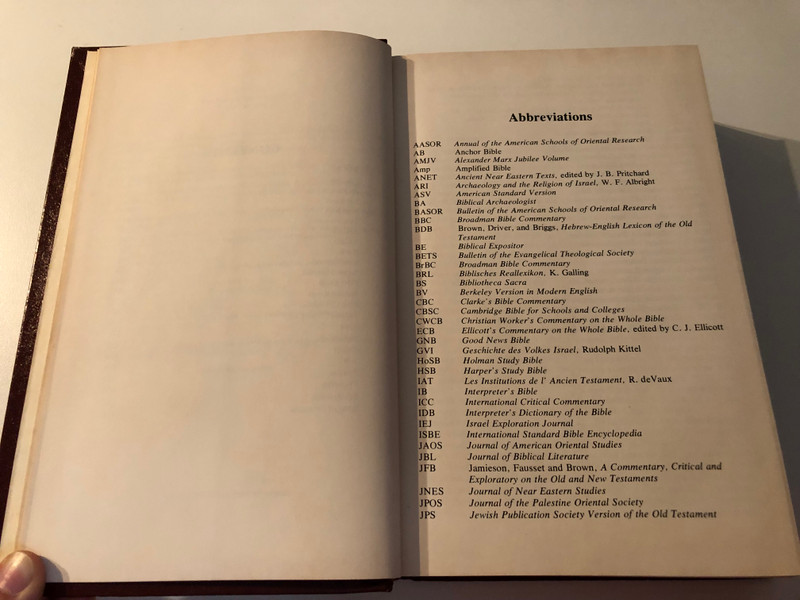 Abbreviations
AASOR Annual of the American Schools of Oriental Research
AB Anchor Bible
AMJV Alexander Marx Jubilee Volume
Amp Amplified Bible
ANET Ancient Near Eastern Texts, edited by J. B. Pritchard
ARI Archaeology and the Religion of Israel, W. F. Albright
ASV American Standard Version
BA Biblical Archaeologist
BASOR Bulletin of the American Schools of Oriental Research
BBC Broadman Bible Commentary
BDB Brown, Driver, and Briggs, Hebrew-English Lexicon of the Old
Testament
BE Biblical Expositor
BETS Bulletin of the Evangelical Theological Society
BrBC Broadman Bible Commentary
BRL Biblisches Reallexikon, K. Galling
BS Bibliotheca Sacra
BV Berkeley Version in Modern English
CBC Clarke's Bible Commentary
CBSC Cambridge Bible for Schools and Colleges
CWCB Christian Worker's Commentary on the Whole Bible
ECB Ellicott's Commentary on the Whole Bible, edited by C. J. Ellicott
GNB Good News Bible
GVI Geschichte des Volkes Israel, Rudolph Kittel
HoSB Holman Study Bible
HSB Harper's Study Bible
IAT Les Institutions de l' Ancien Testament, R. deVaux
IB Interpreter's Bible
ICC International Critical Commentary
IDB Interpreter's Dictionary of the Bible
IEJ Israel Exploration Journal
ISBE International Standard Bible Encyclopedia
JAOS Journal of American Oriental Studies
JBL Journal of Biblical Literature
JFB Jamieson, Fausset and Brown, A Commentary, Critical and
Exploratory on the Old and New Testaments
JNES Journal of Near Eastern Studies
JPOS Journal of the Palestine Oriental Society
JPS Jewish Publication Society Version of the Old Testament